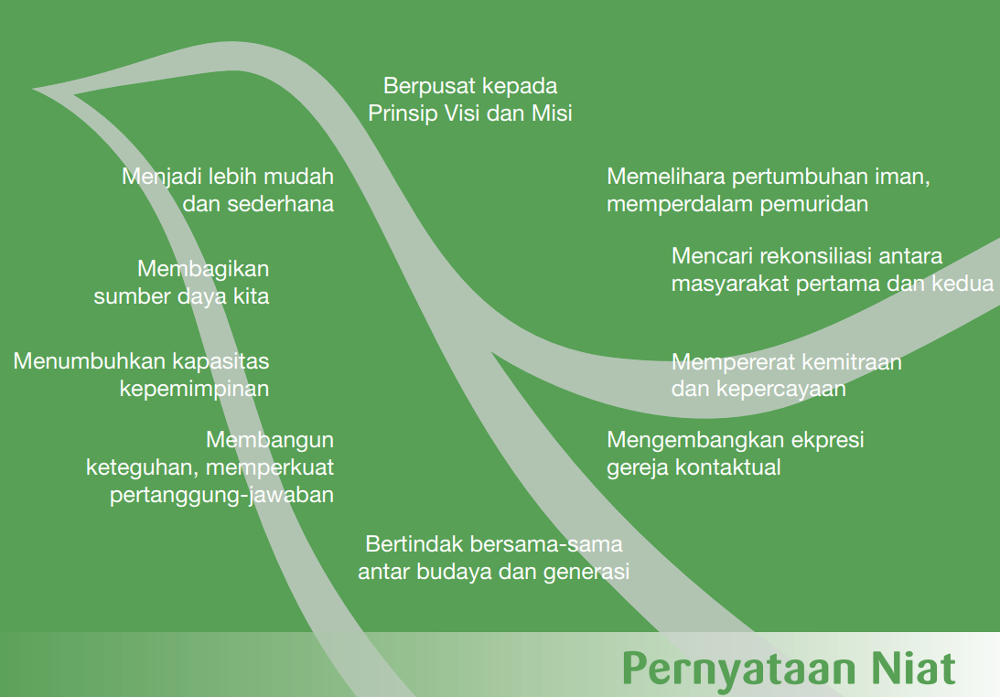 Berpusat kepada
Prinsip Visi dan Misi
Menjadi lebih mudah
dan sederhana
Membagikan
sumber daya kita
Menumbuhkan kapasitas
kepemimpinan
Membangun
keteguhan, memperkuat
pertanggung-jawaban
Memelihara pertumbuhan iman,
memperdalam pemuridan
Mencari rekonsiliasi antara
masyarakat pertama dan kedua
Mempererat kemitraan
dan kepercayaan
Mengembangkan ekpresi
gereja kontaktual
Bertindak bersama-sama
antar budaya dan generasi
Pernyataan Niat